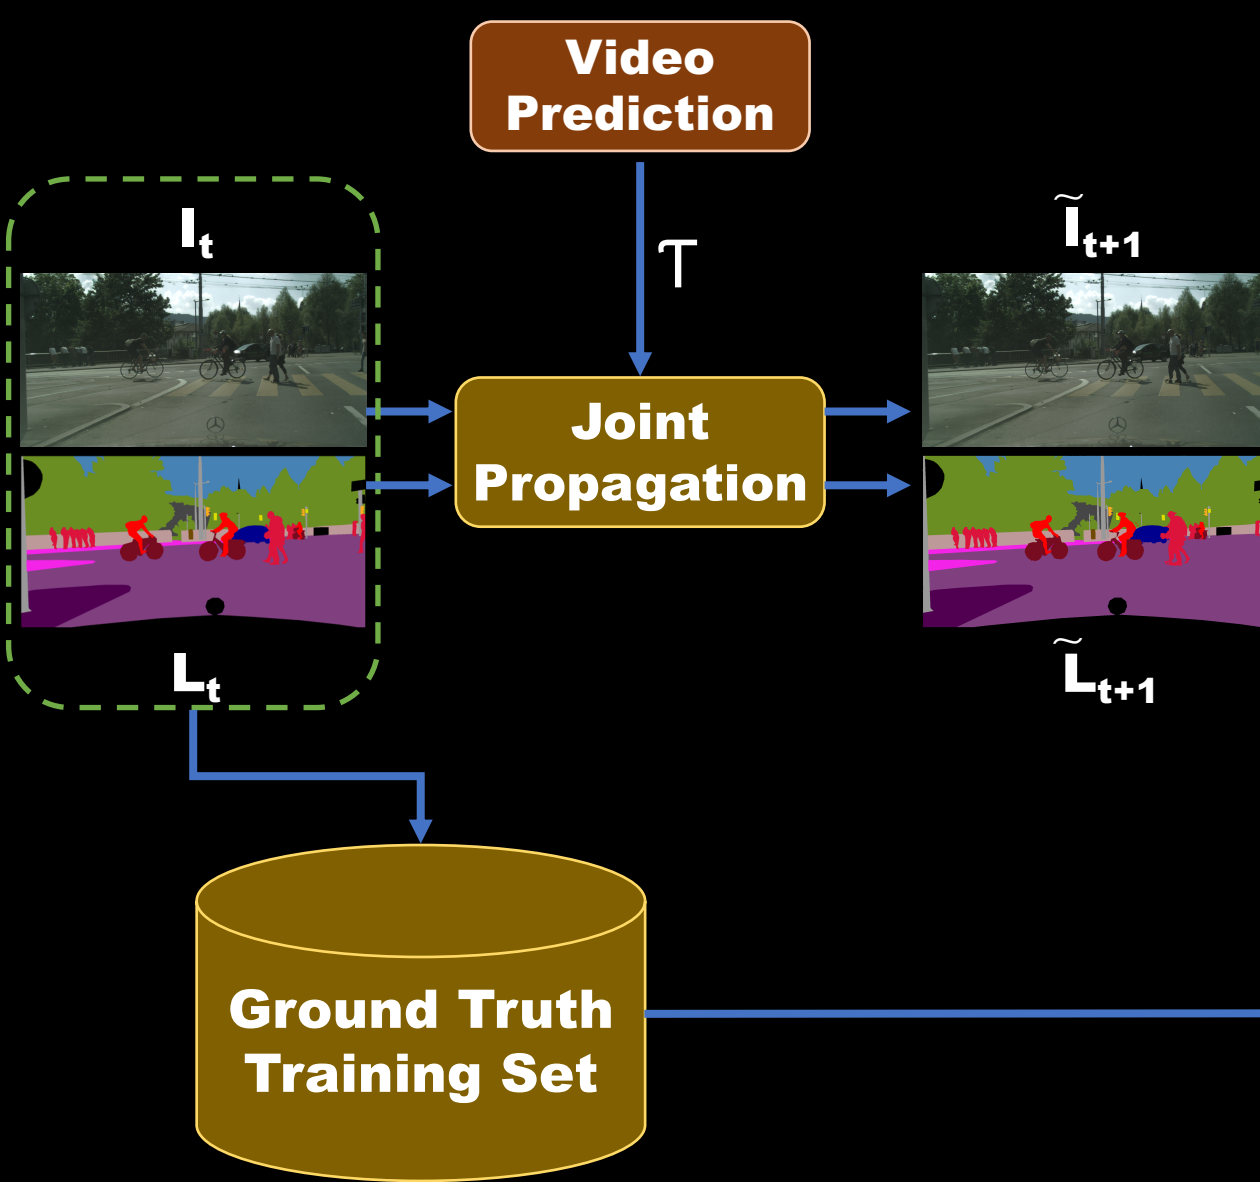 Video
Prediction
I_t
𝒯
Ĩ_t+1
Joint
Propagation
L_t
L̃_t+1
Ground Truth
Training Set